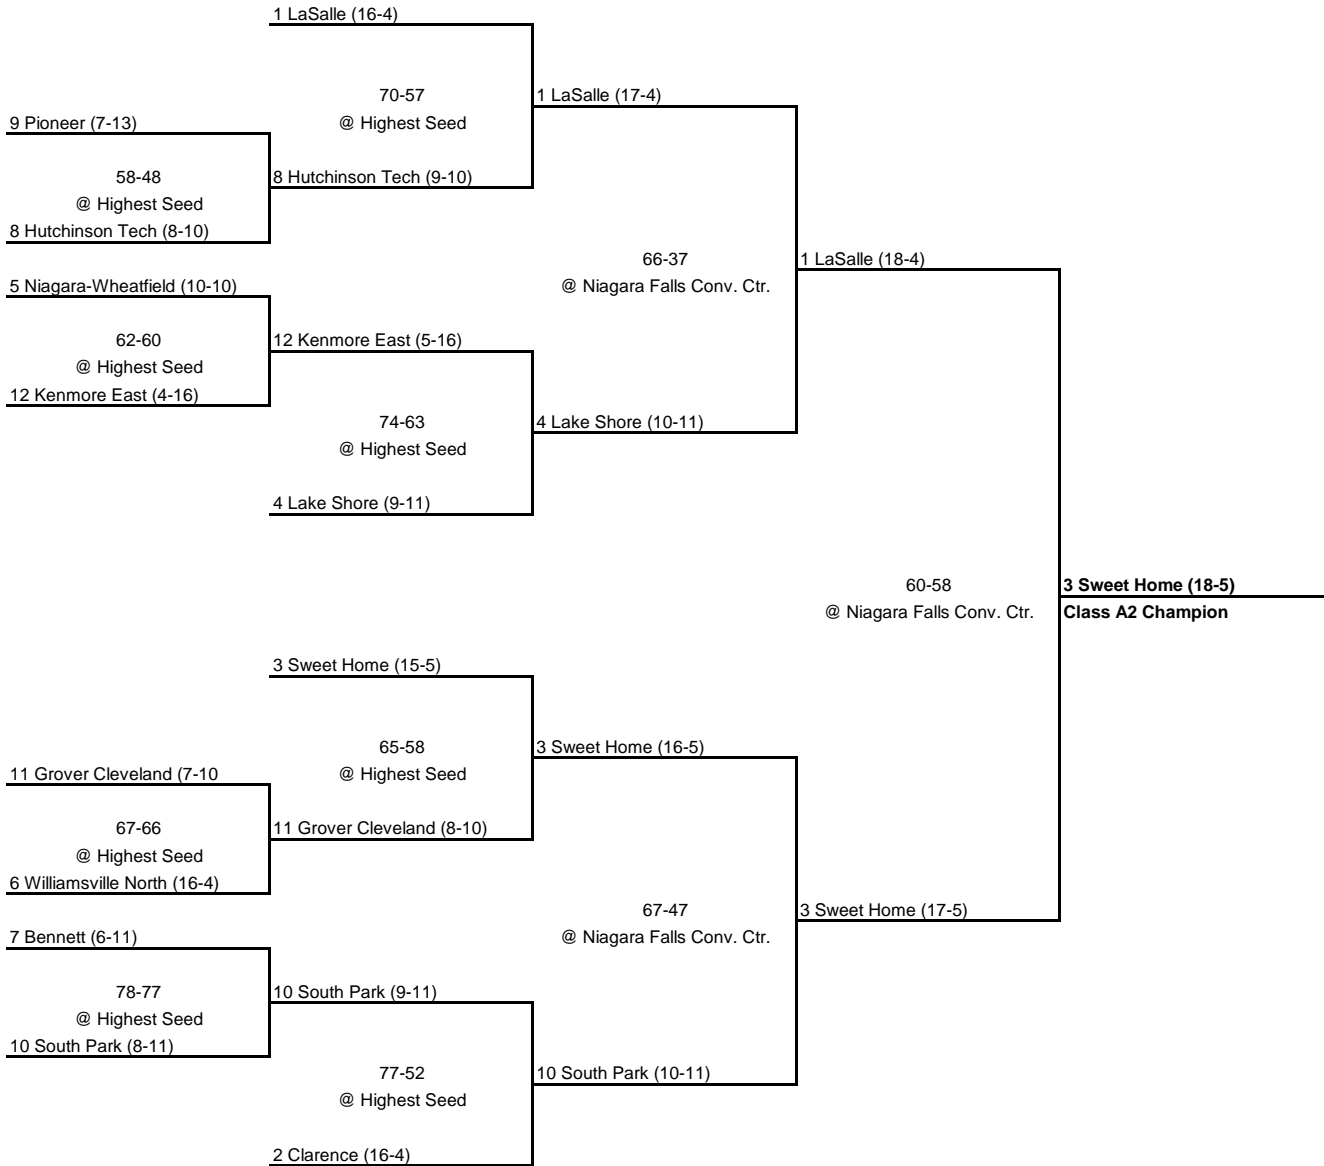 1 LaSalle (16-4)
70-57
1 LaSalle (17-4)
9 Pioneer (7-13)
@ Highest Seed
58-48
8 Hutchinson Tech (9-10)
@ Highest Seed
8 Hutchinson Tech (8-10)
66-37
1 LaSalle (18-4)
5 Niagara-Wheatfield (10-10)
@ Niagara Falls Conv. Ctr.
62-60
12 Kenmore East (5-16)
@ Highest Seed
12 Kenmore East (4-16)
74-63
4 Lake Shore (10-11)
@ Highest Seed
4 Lake Shore (9-11)
60-58
3 Sweet Home (18-5)
@ Niagara Falls Conv. Ctr.
Class A2 Champion
3 Sweet Home (15-5)
65-58
3 Sweet Home (16-5)
11 Grover Cleveland (7-10
@ Highest Seed
67-66
11 Grover Cleveland (8-10)
@ Highest Seed
6 Williamsville North (16-4)
67-47
3 Sweet Home (17-5)
7 Bennett (6-11)
@ Niagara Falls Conv. Ctr.
78-77
10 South Park (9-11)
@ Highest Seed
10 South Park (8-11)
77-52
10 South Park (10-11)
@ Highest Seed
2 Clarence (16-4)